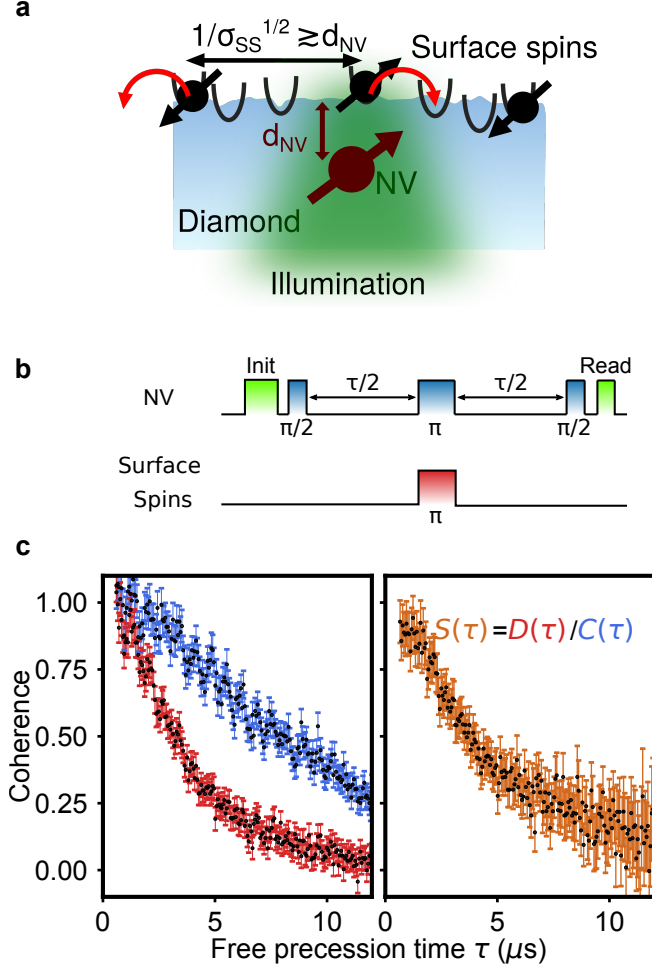 a
1/σSS^1/2 ≳ dNV
Surface spins
dNV
NV
Diamond
Illumination
b
Init
Read
τ/2
τ/2
NV
π/2
π
π/2
Surface
Spins
π
c
S(τ)=D(τ)/C(τ)
1.00
0.75
0.50
0.25
0.00
Coherence
0
5
10
0
5
10
Free precession time τ (μs)